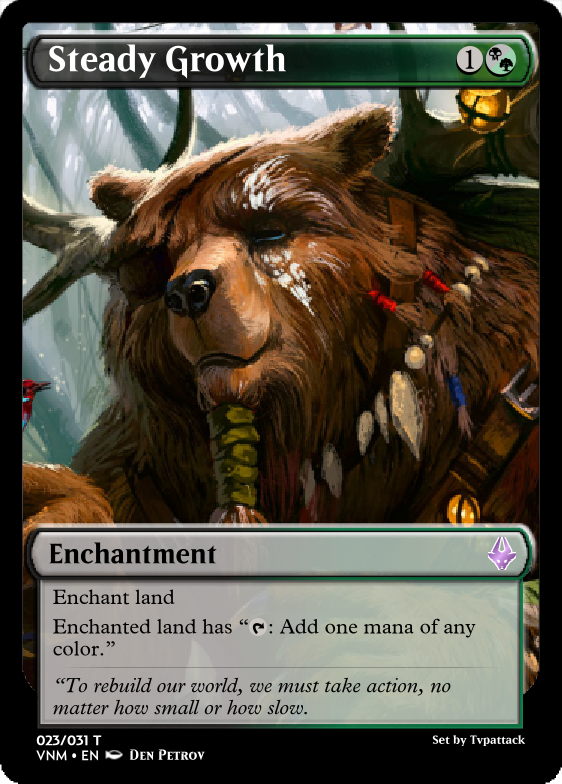 Steady Growth 1
Enchantment
Enchant land
Enchanted land has “: Add one mana of any
color.”
“To rebuild our world, we must take action, no
matter how small or how slow.
023/031 T
Set by Tvpattack
VNM • EN Den Petrov